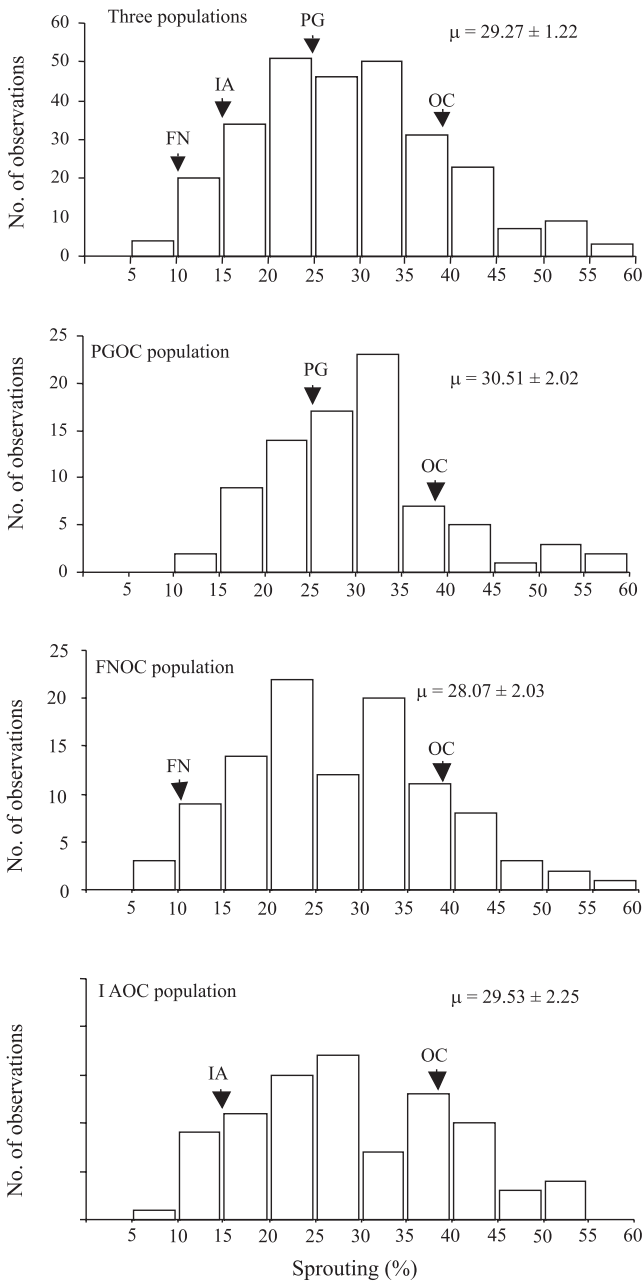 Three populations
μ = 29.27 ± 1.22
PG
IA
OC
FN
No. of observations
60
50
40
30
20
10
0
5 10 15 20 25 30 35 40 45 50 55 60
PGOC population
μ = 30.51 ± 2.02
PG
OC
No. of observations
25
20
15
10
5
0
5 10 15 20 25 30 35 40 45 50 55 60
FNOC population
μ = 28.07 ± 2.03
FN
OC
No. of observations
25
20
15
10
5
0
5 10 15 20 25 30 35 40 45 50 55 60
I AOC population
μ = 29.53 ± 2.25
IA
OC
No. of observations
5 10 15 20 25 30 35 40 45 50 55 60
Sprouting (%)